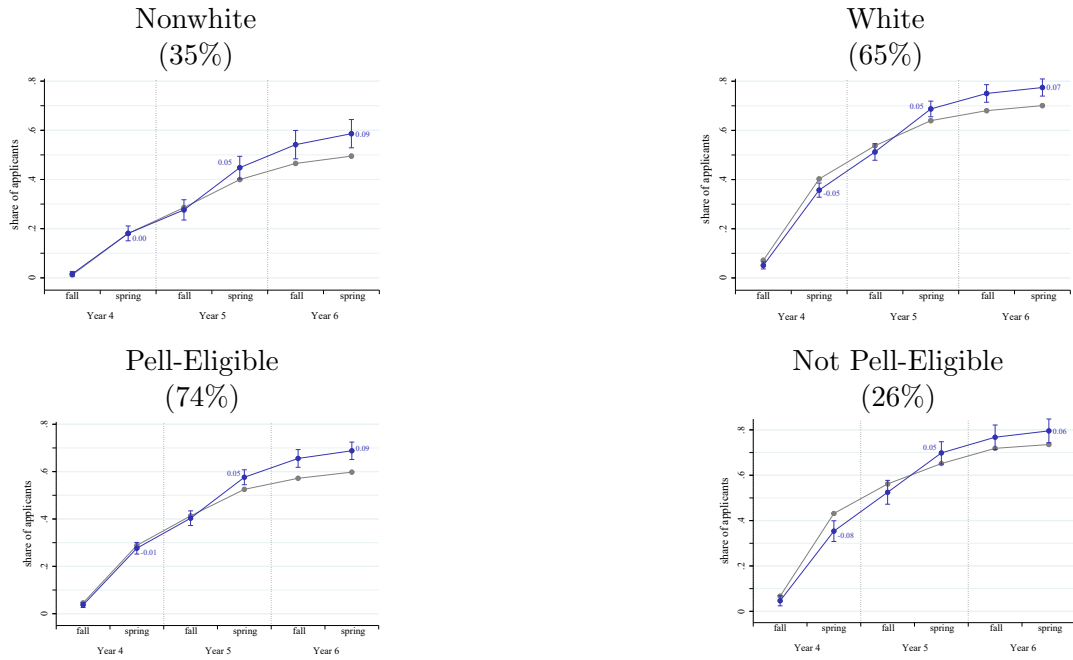 Nonwhite
(35%)
share of applicants
0 .2 .4 .6 .8
0.00
0.05
0.09
fall spring fall spring fall spring
Year 4 Year 5 Year 6
White
(65%)
share of applicants
0 .2 .4 .6 .8
-0.05
0.05
0.07
fall spring fall spring fall spring
Year 4 Year 5 Year 6
Pell-Eligible
(74%)
share of applicants
0 .2 .4 .6 .8
-0.01
0.05
0.09
fall spring fall spring fall spring
Year 4 Year 5 Year 6
Not Pell-Eligible
(26%)
share of applicants
0 .2 .4 .6 .8
-0.08
0.05
0.06
fall spring fall spring fall spring
Year 4 Year 5 Year 6